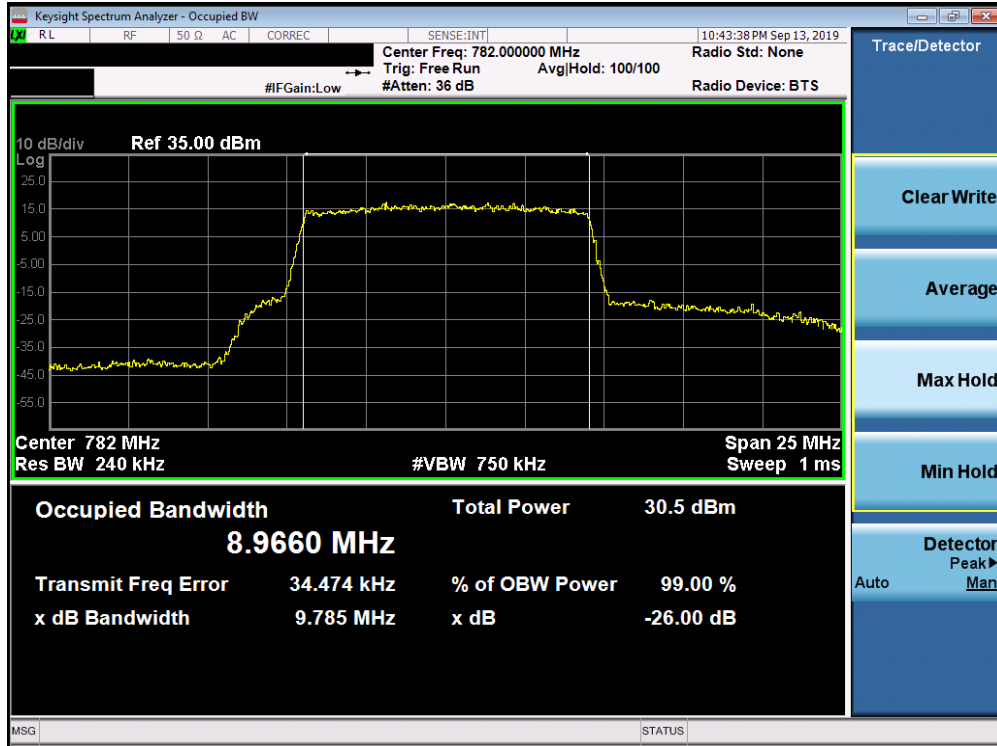 Keysight Spectrum Analyzer - Occupied BW
LXI RL RF 50 Ω AC CORREC SENSE:INT 10:43:38 PM Sep 13, 2019
Center Freq: 782.000000 MHz Radio Std: None
Trig: Free Run Avg|Hold: 100/100
#IFGain:Low #Atten: 36 dB Radio Device: BTS
10 dB/div Ref 35.00 dBm
Log
25.0
15.0
5.00
-5.00
-15.0
-25.0
-35.0
-45.0
-55.0
Center 782 MHz Span 25 MHz
Res BW 240 kHz #VBW 750 kHz Sweep 1 ms
Occupied Bandwidth Total Power 30.5 dBm
8.9660 MHz
Transmit Freq Error 34.474 kHz % of OBW Power 99.00 %
x dB Bandwidth 9.785 MHz x dB -26.00 dB
MSG STATUS
Trace/Detector
Clear Write
Average
Max Hold
Min Hold
Detector
Peak▶
Auto Man